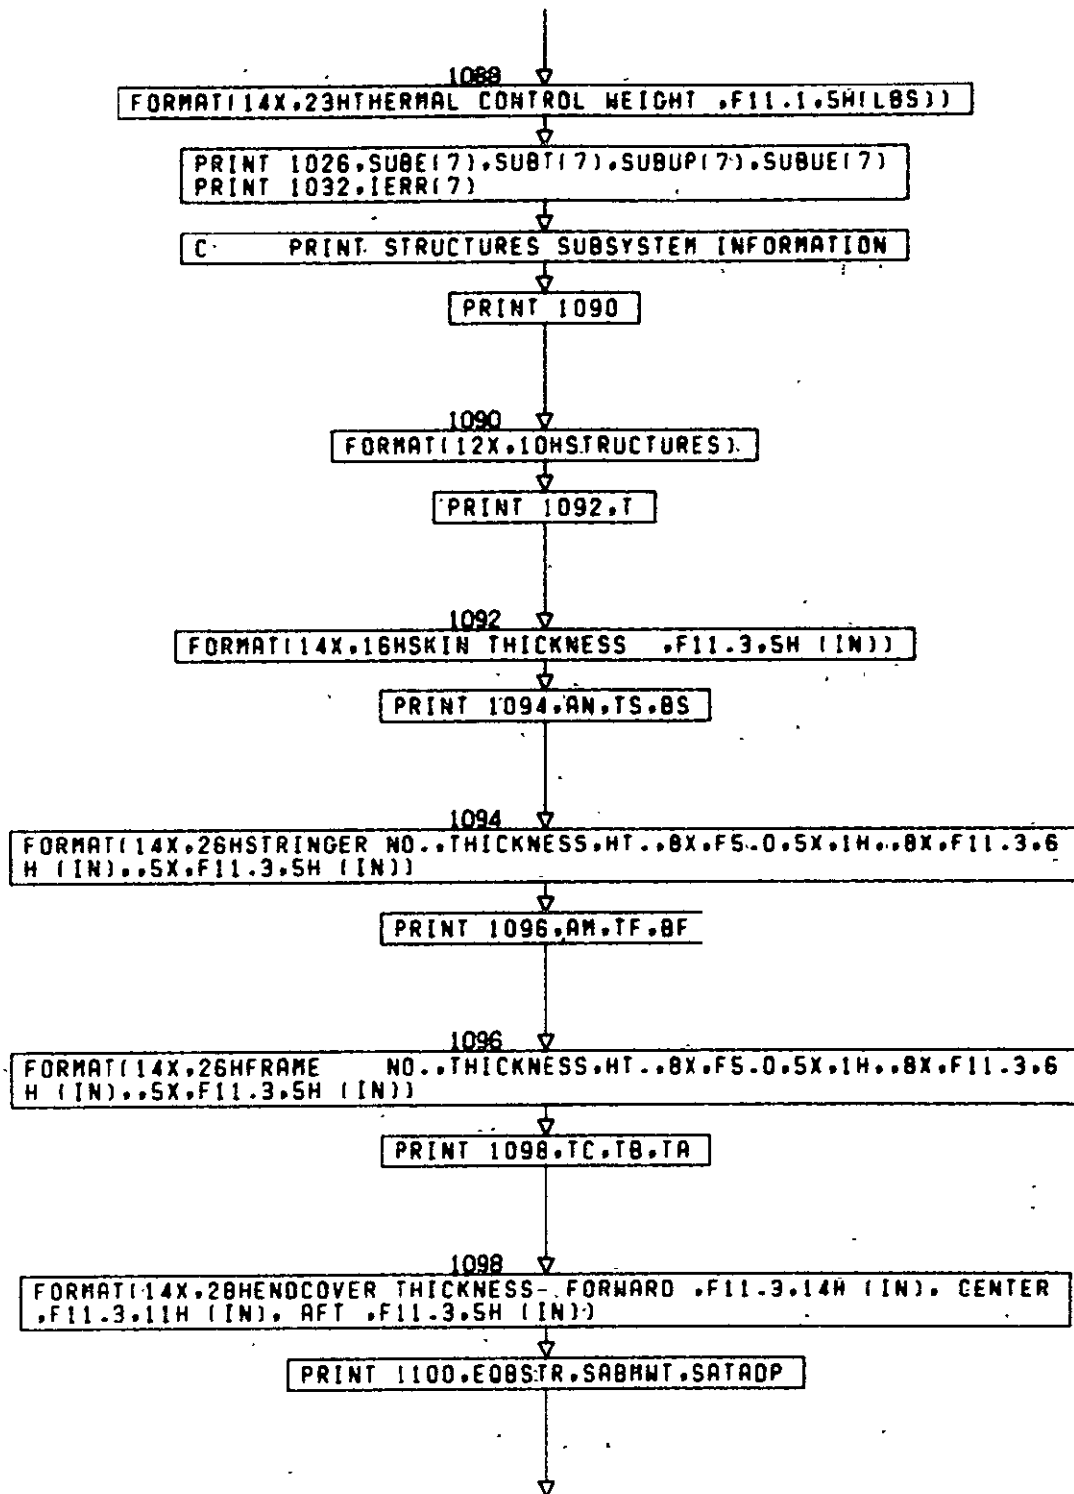 1088
FORMAT(14X,23HTHERMAL CONTROL WEIGHT ,F11.1,5H(LBS))
PRINT 1026,SUBE(7),SUBT(7),SUBUP(7),SUBUE(7)
PRINT 1032,IERR(7)
C PRINT STRUCTURES SUBSYSTEM INFORMATION
PRINT 1090
1090
FORMAT(12X,10HSTRUCTURES)
PRINT 1092,T
1092
FORMAT(14X,16HSKIN THICKNESS ,F11.3,5H (IN))
PRINT 1094,AN,TS,BS
1094
FORMAT(14X,26HSTRINGER NO.,THICKNESS,HT.,8X,F5.0,5X,1H,,8X,F11.3,6
H (IN),,5X,F11.3,5H (IN))
PRINT 1096,AM,TF,BF
1096
FORMAT(14X,26HFRAME NO.,THICKNESS,HT.,8X,F5.0,5X,1H,,8X,F11.3,6
H (IN),,5X,F11.3,5H (IN))
PRINT 1098,TC,TB,TA
1098
FORMAT(14X,28HENDCOVER THICKNESS- FORWARD ,F11.3,14H (IN), CENTER
,F11.3,11H (IN), AFT ,F11.3,5H (IN))
PRINT 1100,EQBSTR,SABMWT,SATADP